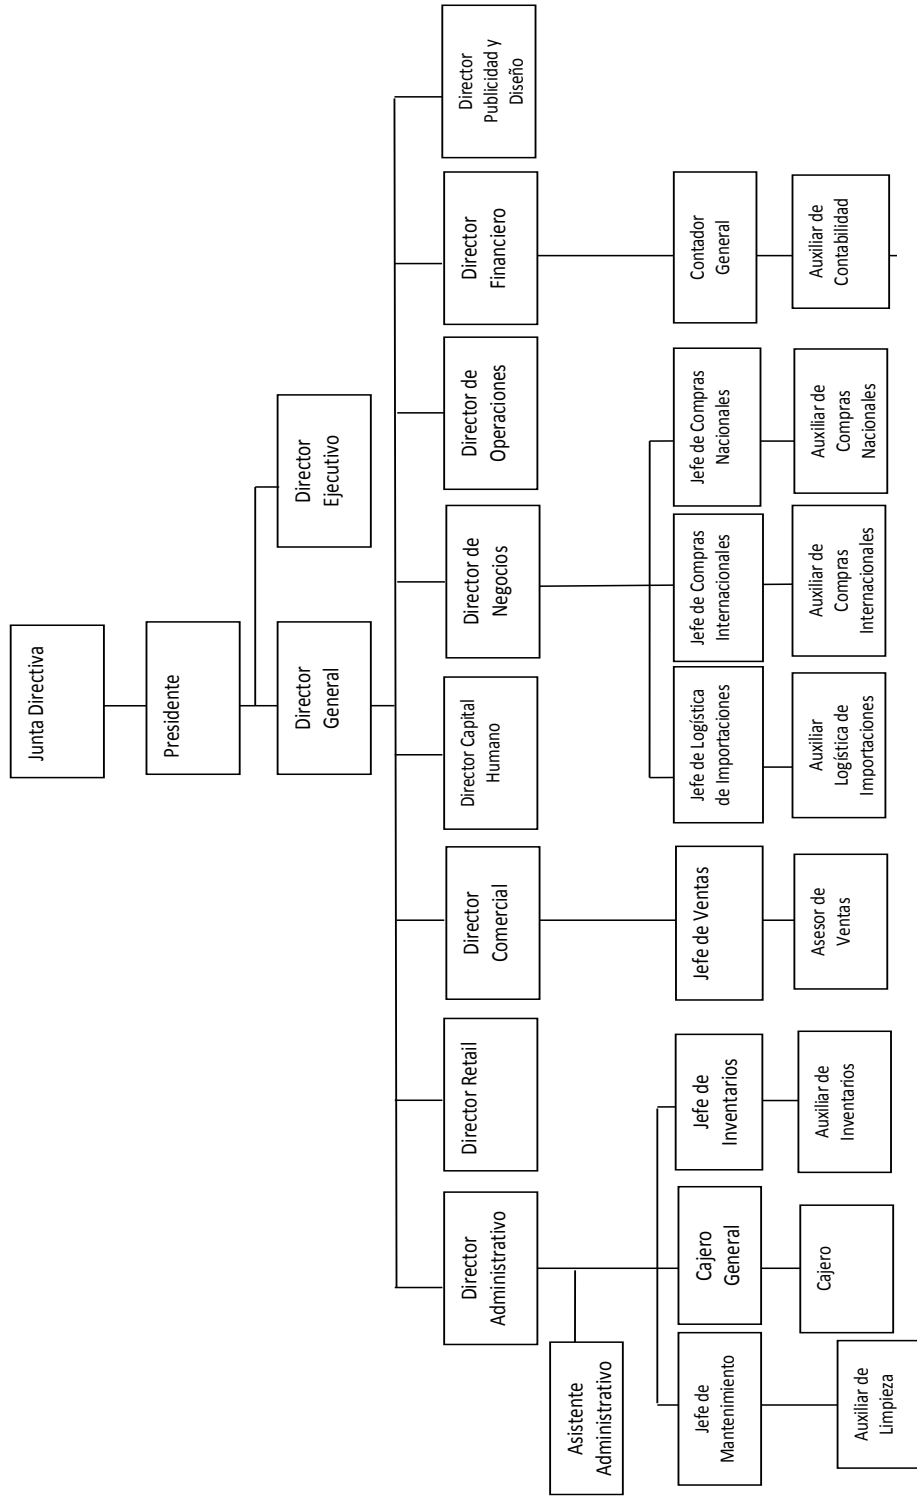 Junta Directiva
Presidente
Director
General
Director
Ejecutivo
Director
Administrativo
Director Retail
Director
Comercial
Director Capital
Humano
Director de
Negocios
Director de
Operaciones
Director
Financiero
Director
Publicidad y
Diseño
Asistente
Administrativo
Jefe de
Mantenimiento
Cajero
General
Jefe de
Inventarios
Jefe de Ventas
Jefe de Logística
de Importaciones
Jefe de Compras
Internacionales
Jefe de Compras
Nacionales
Contador
General
Auxiliar de
Limpieza
Cajero
Auxiliar de
Inventarios
Asesor de
Ventas
Auxiliar
Logística de
Importaciones
Auxiliar de
Compras
Internacionales
Auxiliar de
Compras
Nacionales
Auxiliar de
Contabilidad